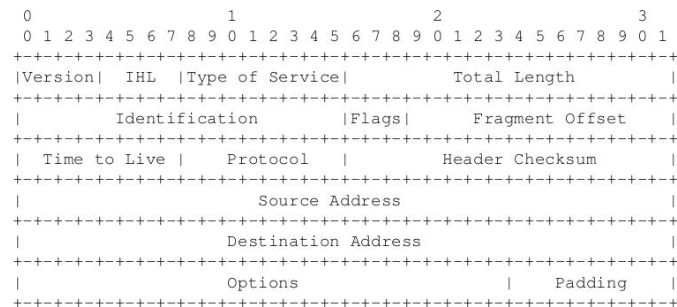 0                   1                   2                   3
0 1 2 3 4 5 6 7 8 9 0 1 2 3 4 5 6 7 8 9 0 1 2 3 4 5 6 7 8 9 0 1
+-+-+-+-+-+-+-+-+-+-+-+-+-+-+-+-+-+-+-+-+-+-+-+-+-+-+-+-+-+-+-+-+
|Version|  IHL  |Type of Service|          Total Length         |
+-+-+-+-+-+-+-+-+-+-+-+-+-+-+-+-+-+-+-+-+-+-+-+-+-+-+-+-+-+-+-+-+
|         Identification        |Flags|      Fragment Offset    |
+-+-+-+-+-+-+-+-+-+-+-+-+-+-+-+-+-+-+-+-+-+-+-+-+-+-+-+-+-+-+-+-+
|  Time to Live |    Protocol   |         Header Checksum       |
+-+-+-+-+-+-+-+-+-+-+-+-+-+-+-+-+-+-+-+-+-+-+-+-+-+-+-+-+-+-+-+-+
|                       Source Address                          |
+-+-+-+-+-+-+-+-+-+-+-+-+-+-+-+-+-+-+-+-+-+-+-+-+-+-+-+-+-+-+-+-+
|                    Destination Address                        |
+-+-+-+-+-+-+-+-+-+-+-+-+-+-+-+-+-+-+-+-+-+-+-+-+-+-+-+-+-+-+-+-+
|                    Options                    |    Padding    |
+-+-+-+-+-+-+-+-+-+-+-+-+-+-+-+-+-+-+-+-+-+-+-+-+-+-+-+-+-+-+-+-+